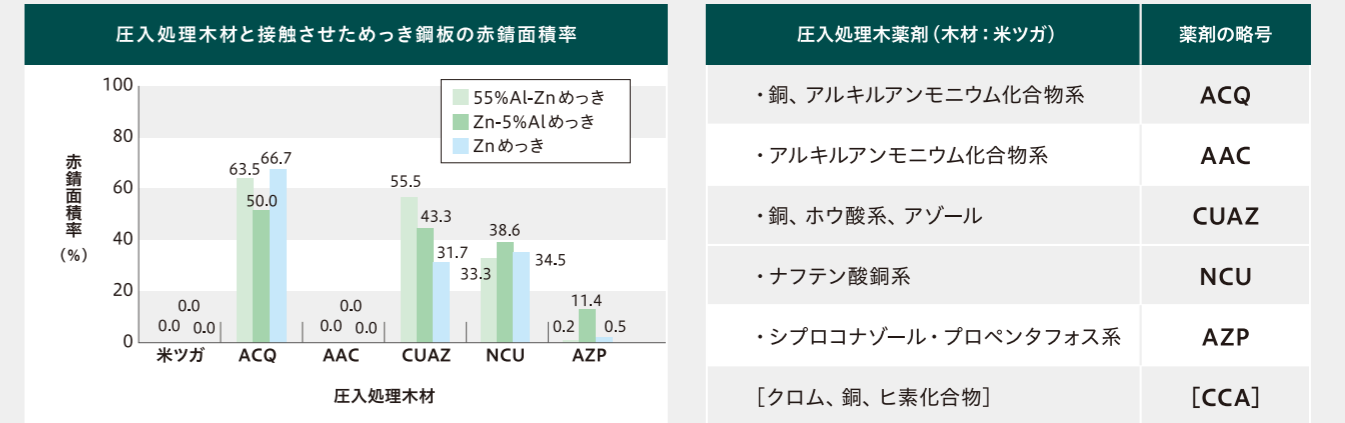 圧入処理木材と接触させためっき鋼板の赤錆面積率
赤錆面積率
(%)
100
80
60
40
20
0
55%Al-Znめっき
Zn-5%Alめっき
Znめっき
0.0
0.0
0.0
63.5
50.0
66.7
0.0
0.0
0.0
55.5
43.3
31.7
33.3
38.6
34.5
0.2
11.4
0.5
米ツガ ACQ AAC CUAZ NCU AZP
圧入処理木材
圧入処理木薬剤（木材：米ツガ） 薬剤の略号
・銅、アルキルアンモニウム化合物系 ACQ
・アルキルアンモニウム化合物系 AAC
・銅、ホウ酸系、アゾール CUAZ
・ナフテン酸銅系 NCU
・シプロコナゾール・プロペンタフォス系 AZP
［クロム、銅、ヒ素化合物］ ［CCA］